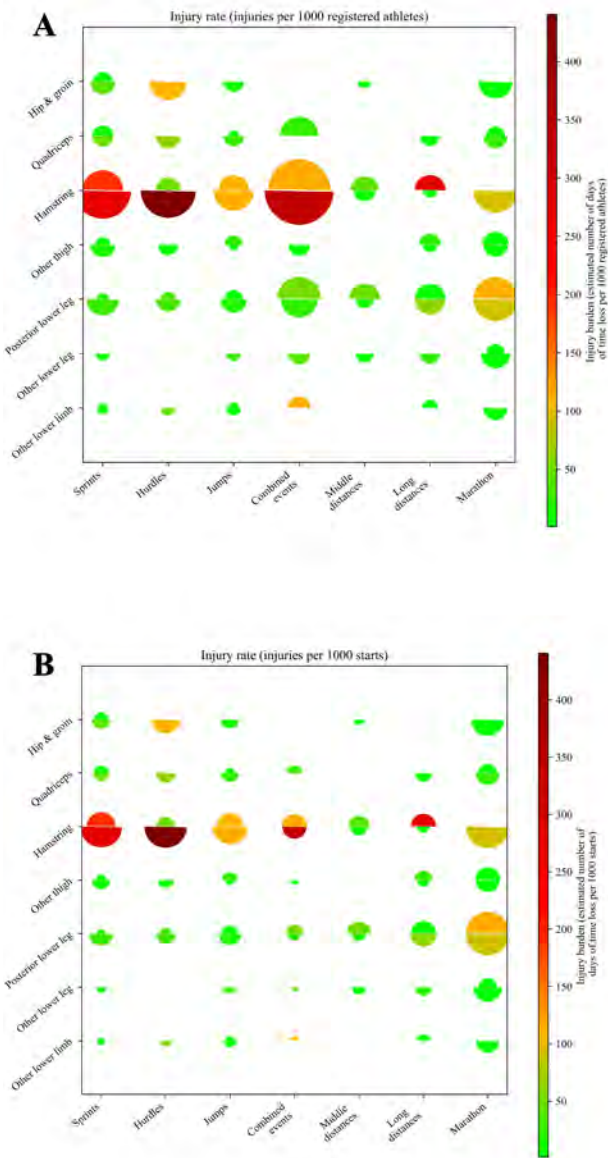 A
Injury rate (injuries per 1000 registered athletes)
Hip & groin
Quadriceps
Hamstring
Other thigh
Posterior lower leg
Other lower leg
Other lower limb
Sprints
Hurdles
Jumps
Combined
events
Middle
distances
Long
distances
Marathon
400
350
300
250
200
150
100
50
Injury burden (estimated number of days
of time loss per 1000 registered athletes)
B
Injury rate (injuries per 1000 starts)
Hip & groin
Quadriceps
Hamstring
Other thigh
Posterior lower leg
Other lower leg
Other lower limb
Sprints
Hurdles
Jumps
Combined
events
Middle
distances
Long
distances
Marathon
400
350
300
250
200
150
100
50
Injury burden (estimated number of
days of time loss per 1000 starts)